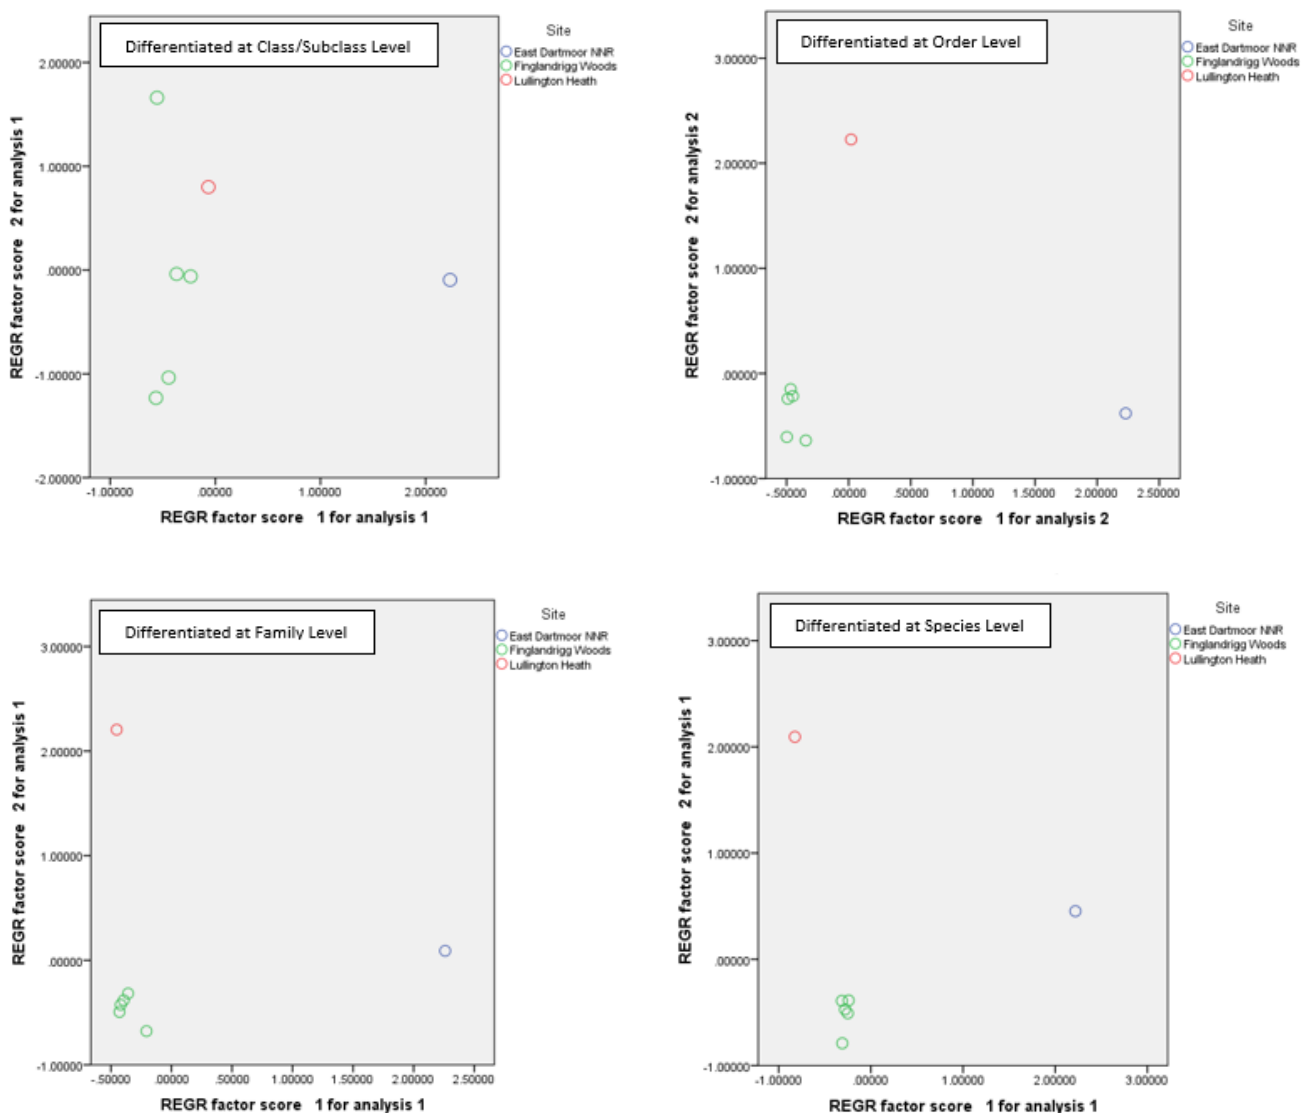 Differentiated at Class/Subclass Level
Site
East Dartmoor NNR
Finglandrigg Woods
Lullington Heath
REGR factor score 2 for analysis 1
2.00000
1.00000
.00000
-1.00000
-2.00000
-1.00000
.00000
1.00000
2.00000
REGR factor score 1 for analysis 1
Differentiated at Order Level
Site
East Dartmoor NNR
Finglandrigg Woods
Lullington Heath
REGR factor score 2 for analysis 2
3.00000
2.00000
1.00000
.00000
-1.00000
-.50000
.00000
.50000
1.00000
1.50000
2.00000
2.50000
REGR factor score 1 for analysis 2
Differentiated at Family Level
Site
East Dartmoor NNR
Finglandrigg Woods
Lullington Heath
REGR factor score 2 for analysis 1
3.00000
2.00000
1.00000
.00000
-1.00000
-.50000
.00000
.50000
1.00000
1.50000
2.00000
2.50000
REGR factor score 1 for analysis 1
Differentiated at Species Level
Site
East Dartmoor NNR
Finglandrigg Woods
Lullington Heath
REGR factor score 2 for analysis 1
3.00000
2.00000
1.00000
.00000
-1.00000
-1.00000
.00000
1.00000
2.00000
3.00000
REGR factor score 1 for analysis 1